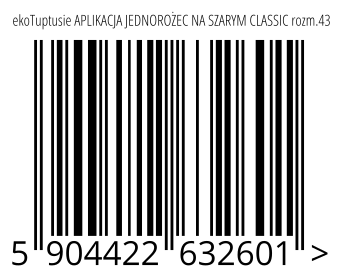 ekoTuptusie APLIKACJA JEDNOROŻEC NA SZARYM CLASSIC rozm.43
5 904422 632601 >